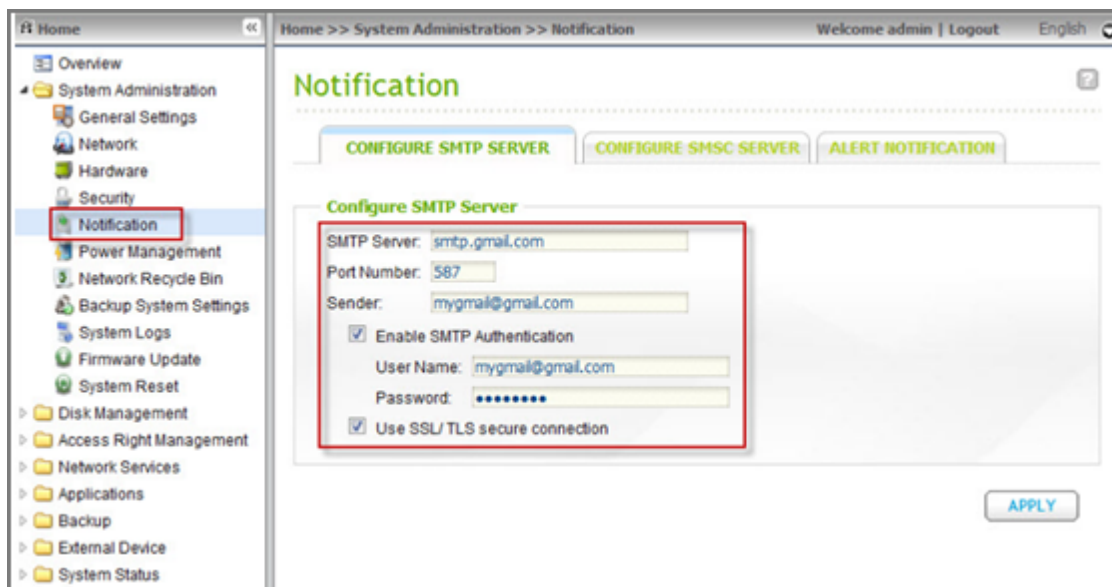 Home
Home >> System Administration >> Notification
Welcome admin | Logout
English
Overview
System Administration
General Settings
Network
Hardware
Security
Notification
Power Management
Network Recycle Bin
Backup System Settings
System Logs
Firmware Update
System Reset
Disk Management
Access Right Management
Network Services
Applications
Backup
External Device
System Status
Notification
CONFIGURE SMTP SERVER
CONFIGURE SMSC SERVER
ALERT NOTIFICATION
Configure SMTP Server
SMTP Server: smtp.gmail.com
Port Number: 587
Sender: mygmail@gmail.com
Enable SMTP Authentication
User Name: mygmail@gmail.com
Password: ••••••••
Use SSL/ TLS secure connection
APPLY